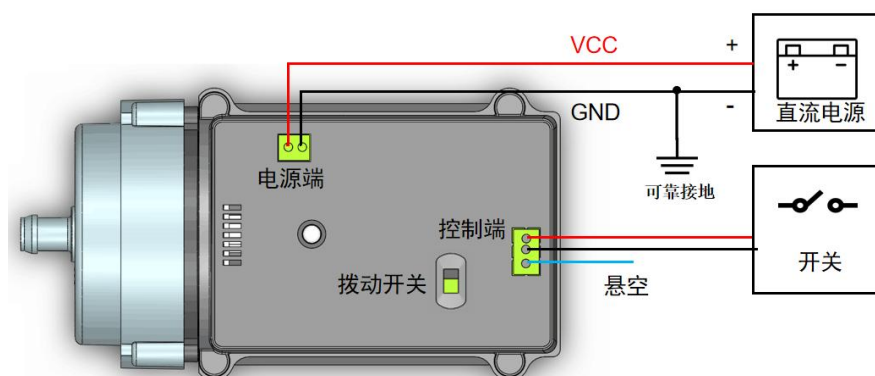 VCC
+
+ -
GND
-
直流电源
电源端
可靠接地
控制端
拨动开关
悬空
开关